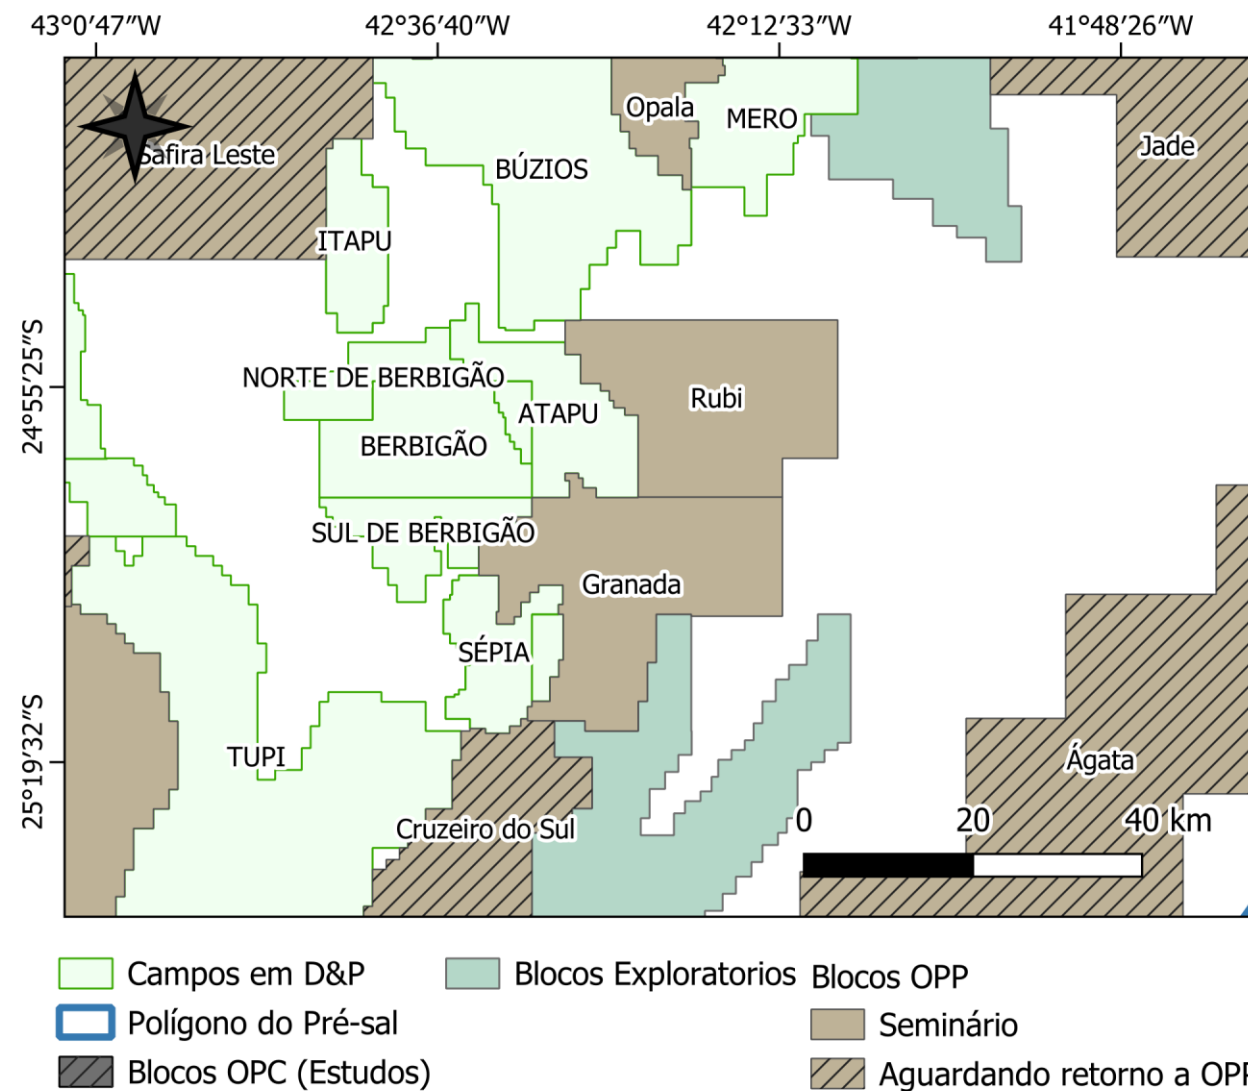 43°0′47″W 42°36′40″W 42°12′33″W 41°48′26″W
Opala
MERO
Safira Leste
Jade
BÚZIOS
ITAPU
24°55′25″S
NORTE DE BERBIGÃO
Rubi
ATAPU
BERBIGÃO
SUL DE BERBIGÃO
Granada
SÉPIA
25°19′32″S
TUPI
Ágata
Cruzeiro do Sul
0 20 40 km
Campos em D&P
Blocos Exploratorios
Blocos OPP
Polígono do Pré-sal
Seminário
Blocos OPC (Estudos)
Aguardando retorno a OPP